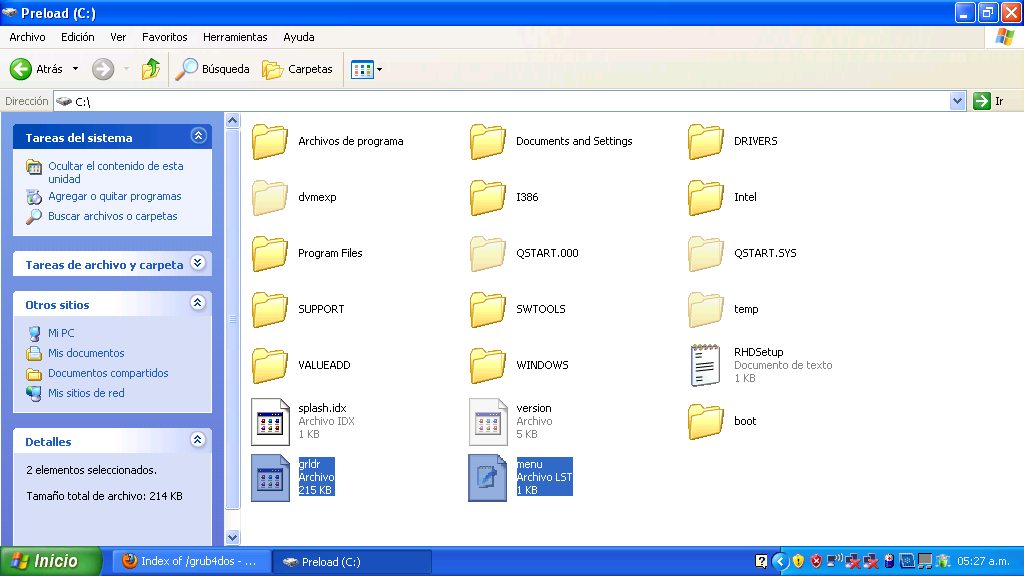 Preload (C:)
Archivo Edición Ver Favoritos Herramientas Ayuda
Atrás Búsqueda Carpetas
Dirección C:\ Ir
Tareas del sistema
Ocultar el contenido de esta
unidad
Agregar o quitar programas
Buscar archivos o carpetas
Tareas de archivo y carpeta
Otros sitios
Mi PC
Mis documentos
Documentos compartidos
Mis sitios de red
Detalles
2 elementos seleccionados.
Tamaño total de archivo: 214 KB
Archivos de programa
Documents and Settings
DRIVERS
dvmexp
I386
Intel
Program Files
QSTART.000
QSTART.SYS
SUPPORT
SWTOOLS
temp
VALUEADD
WINDOWS
RHDSetup
Documento de texto
1 KB
splash.idx
Archivo IDX
1 KB
version
Archivo
5 KB
boot
grldr
Archivo
215 KB
menu
Archivo LST
1 KB
Inicio
Index of /grub4dos - ...
Preload (C:)
05:27 a.m.